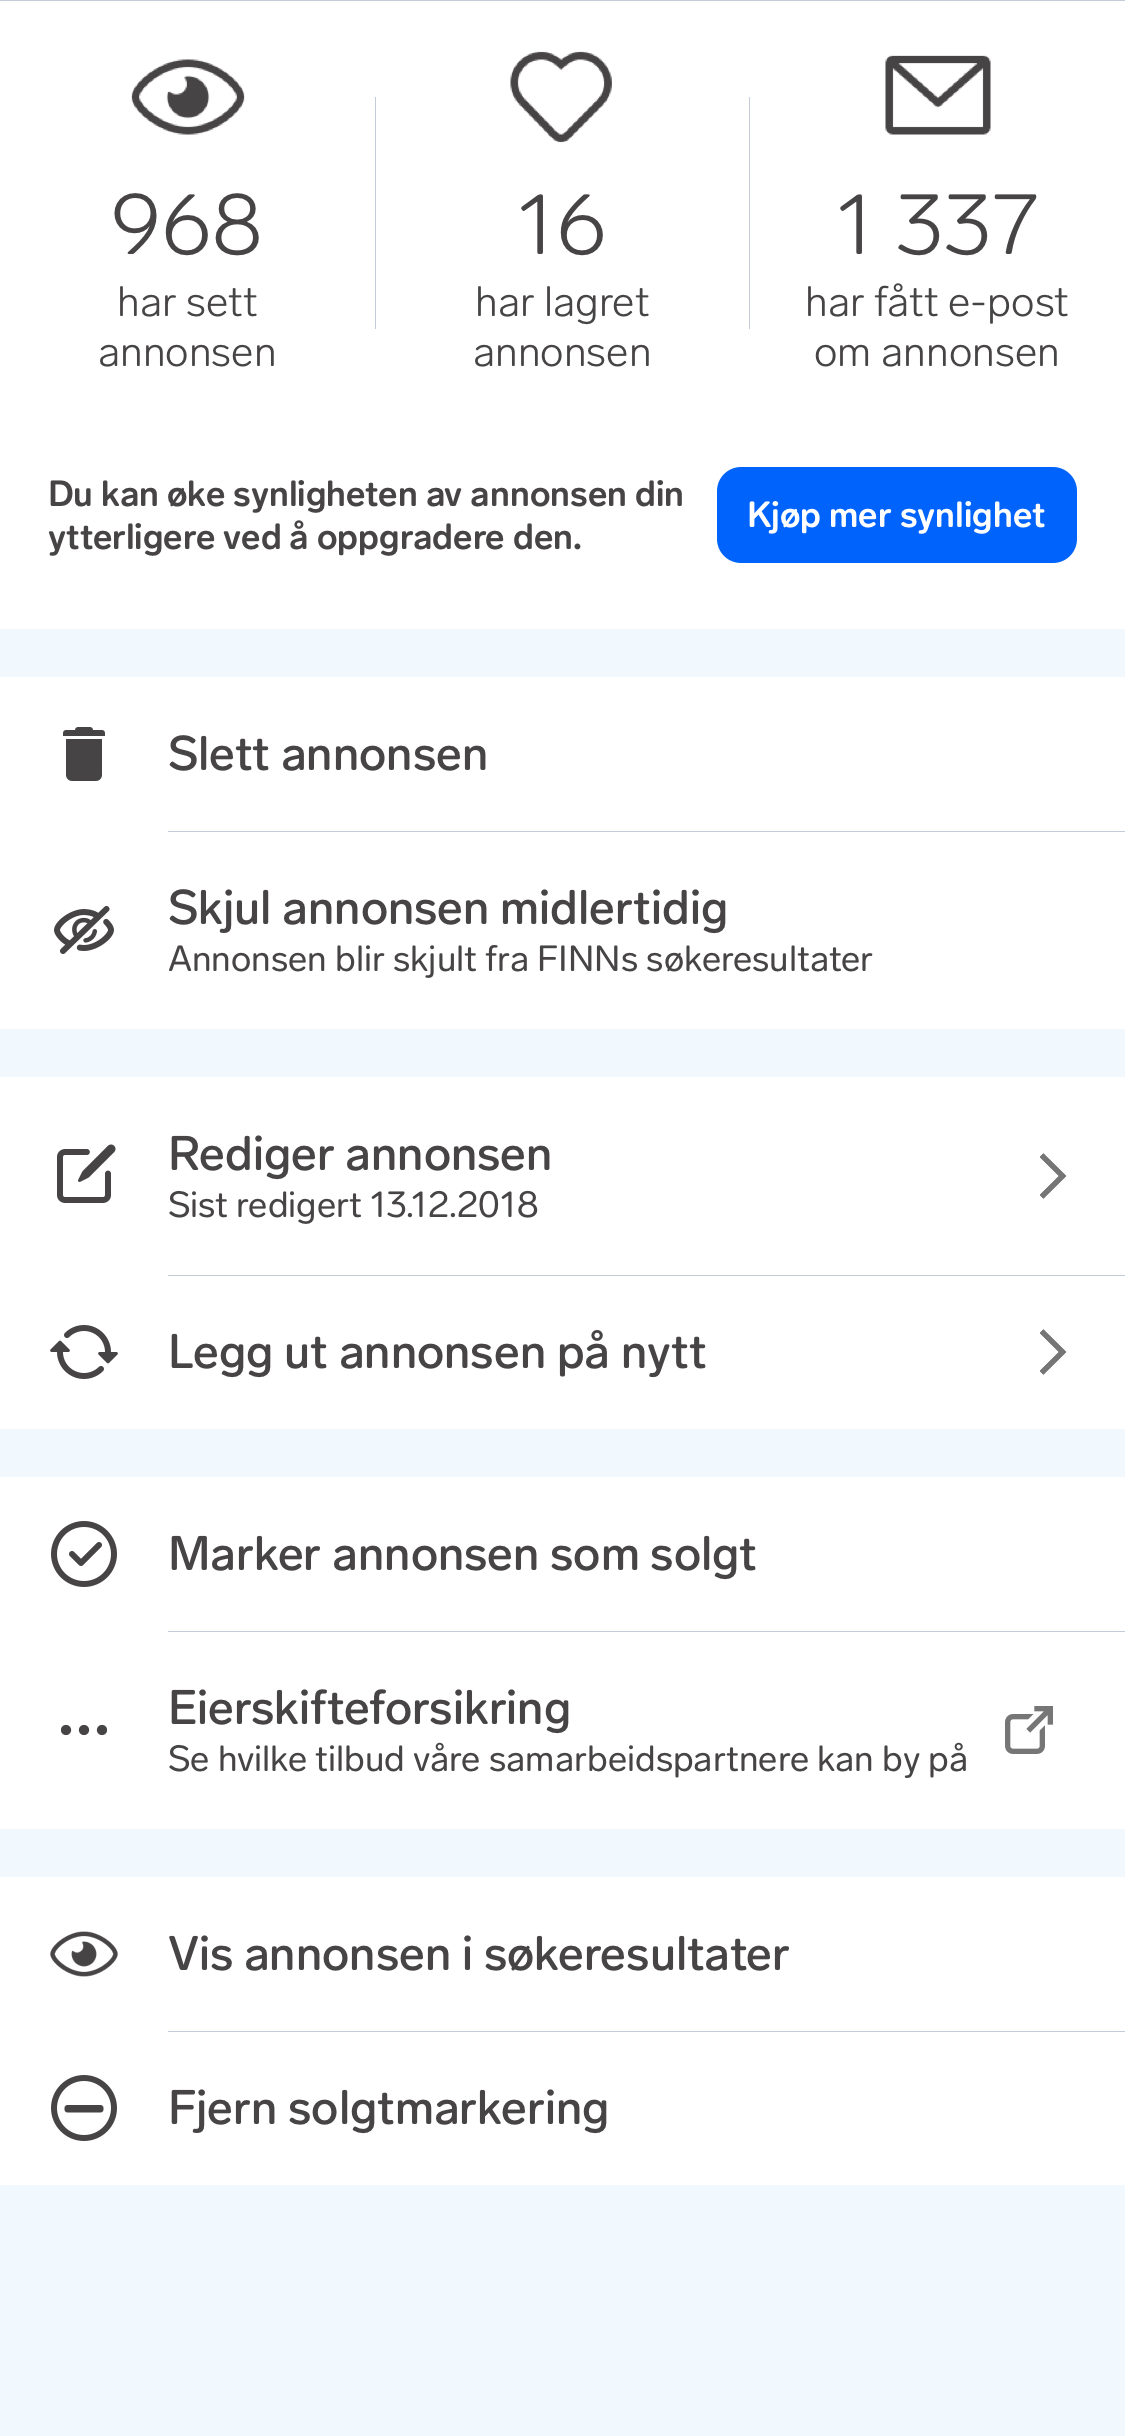 968
har sett
annonsen
16
har lagret
annonsen
1 337
har fått e-post
om annonsen
Du kan øke synligheten av annonsen din
ytterligere ved å oppgradere den.
Kjøp mer synlighet
Slett annonsen
Skjul annonsen midlertidig
Annonsen blir skjult fra FINNs søkeresultater
Rediger annonsen
Sist redigert 13.12.2018
Legg ut annonsen på nytt
Marker annonsen som solgt
Eierskifteforsikring
Se hvilke tilbud våre samarbeidspartnere kan by på
Vis annonsen i søkeresultater
Fjern solgtmarkering